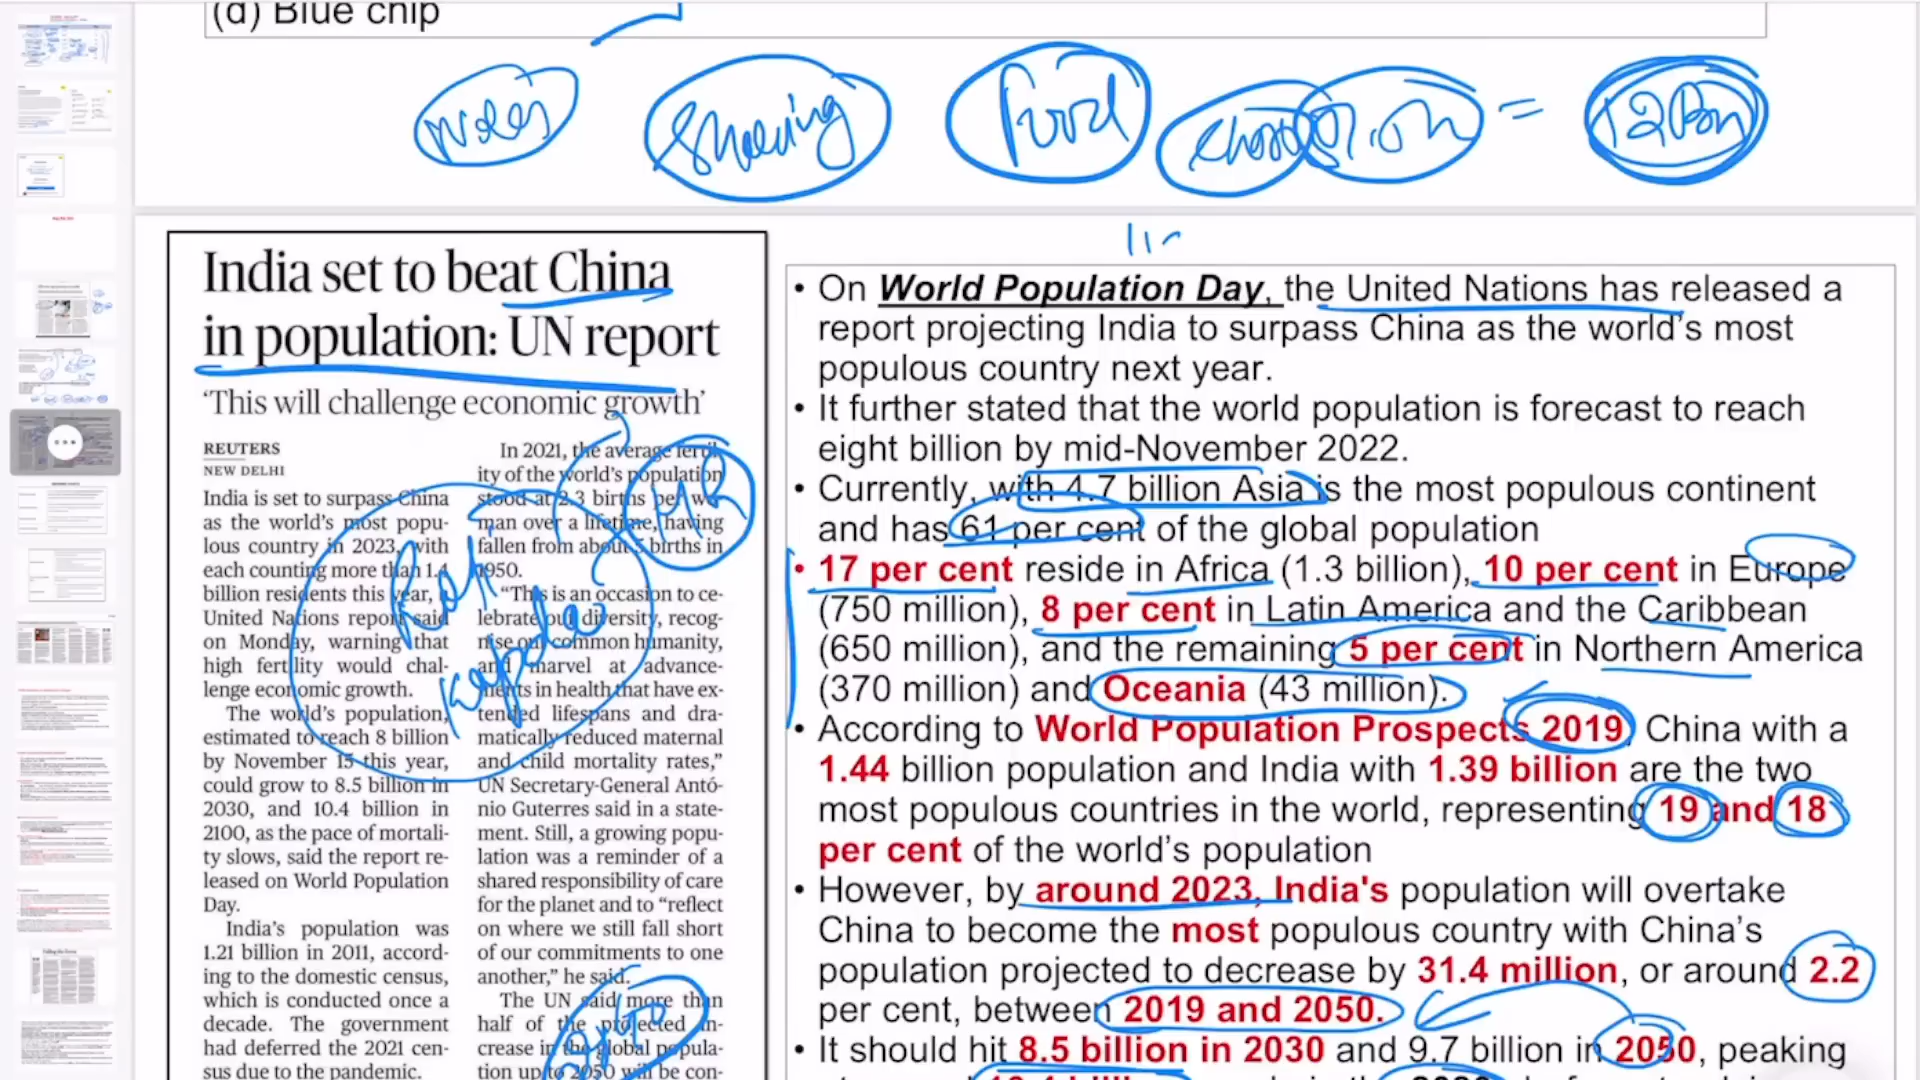 (d) Blue chip
Food =
India set to beat China
in population: UN report
‘This will challenge economic growth’
REUTERS
NEW DELHI
India is set to surpass China
as the world’s most popu-
lous country in 2023, with
each counting more than 1.4
billion residents this year, a
United Nations report said
on Monday, warning that
high fertility would chal-
lenge economic growth.
The world’s population,
estimated to reach 8 billion
by November 15 this year,
could grow to 8.5 billion in
2030, and 10.4 billion in
2100, as the pace of mortali-
ty slows, said the report re-
leased on World Population
Day.
India’s population was
1.21 billion in 2011, accord-
ing to the domestic census,
which is conducted once a
decade. The government
had deferred the 2021 cen-
sus due to the pandemic.
In 2021, the average fertil-
ity of the world’s population
stood at 2.3 births per wo-
man over a lifetime, having
fallen from about 5 births in
1950.
“This is an occasion to ce-
lebrate our diversity, recog-
nise our common humanity,
and marvel at advance-
ments in health that have ex-
tended lifespans and dra-
matically reduced maternal
and child mortality rates,”
UN Secretary-General Antó-
nio Guterres said in a state-
ment. Still, a growing popu-
lation was a reminder of a
shared responsibility of care
for the planet and to “reflect
on where we still fall short
of our commitments to one
another,” he said.
The UN said more than
half of the projected in-
crease in the global popula-
tion up to 2050 will be con-
• On World Population Day, the United Nations has released a
report projecting India to surpass China as the world’s most
populous country next year.
• It further stated that the world population is forecast to reach
eight billion by mid-November 2022.
• Currently, with 4.7 billion Asia is the most populous continent
and has 61 per cent of the global population
• 17 per cent reside in Africa (1.3 billion), 10 per cent in Europe
(750 million), 8 per cent in Latin America and the Caribbean
(650 million), and the remaining 5 per cent in Northern America
(370 million) and Oceania (43 million).
• According to World Population Prospects 2019, China with a
1.44 billion population and India with 1.39 billion are the two
most populous countries in the world, representing 19 and 18
per cent of the world’s population
• However, by around 2023, India's population will overtake
China to become the most populous country with China’s
population projected to decrease by 31.4 million, or around 2.2
per cent, between 2019 and 2050.
• It should hit 8.5 billion in 2030 and 9.7 billion in 2050, peaking